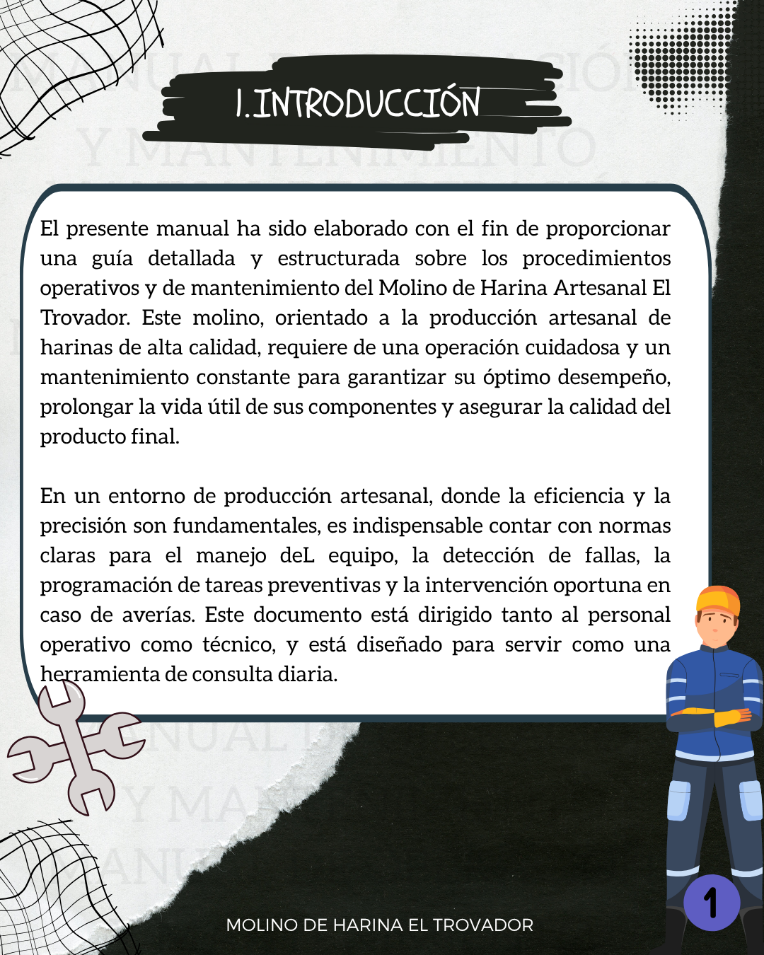 MANUAL DE OPERACIÓN
1.INTRODUCCIÓN
Y MANTENIMIENTO
El presente manual ha sido elaborado con el fin de proporcionar
una guía detallada y estructurada sobre los procedimientos
operativos y de mantenimiento del Molino de Harina Artesanal El
Trovador. Este molino, orientado a la producción artesanal de
harinas de alta calidad, requiere de una operación cuidadosa y un
mantenimiento constante para garantizar su óptimo desempeño,
prolongar la vida útil de sus componentes y asegurar la calidad del
producto final.
En un entorno de producción artesanal, donde la eficiencia y la
precisión son fundamentales, es indispensable contar con normas
claras para el manejo deL equipo, la detección de fallas, la
programación de tareas preventivas y la intervención oportuna en
caso de averías. Este documento está dirigido tanto al personal
operativo como técnico, y está diseñado para servir como una
herramienta de consulta diaria.
MOLINO DE HARINA EL TROVADOR
1